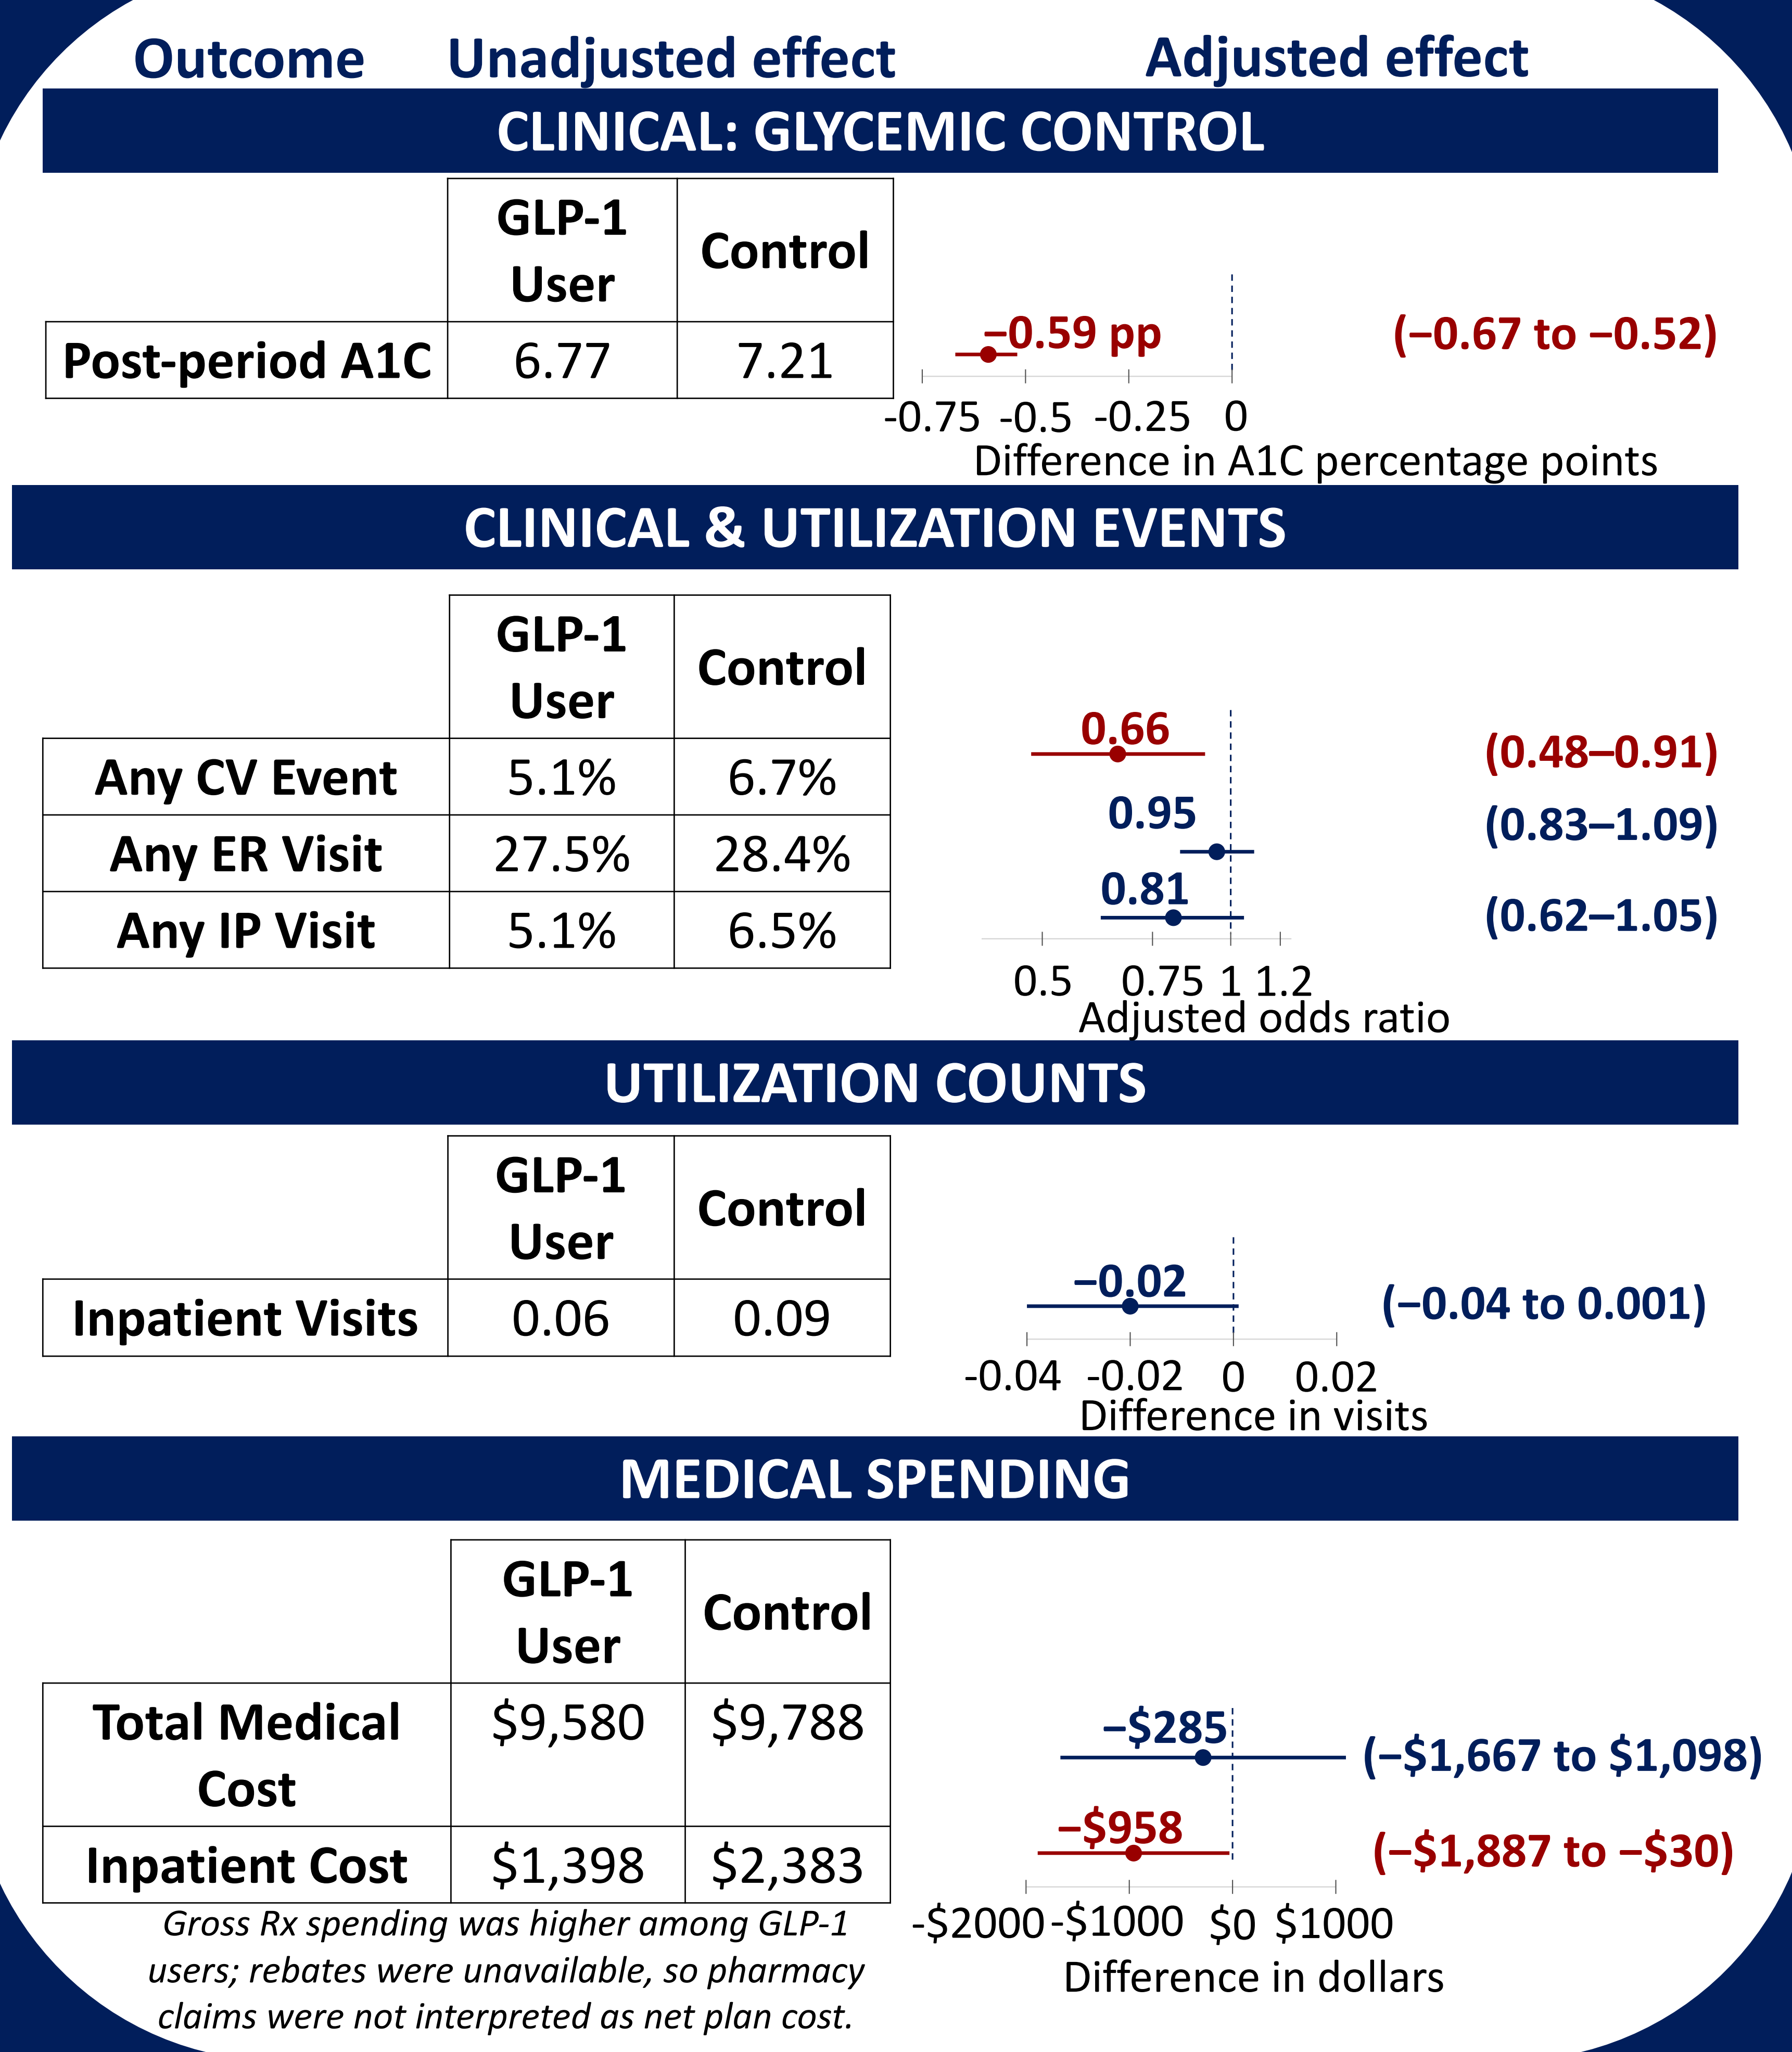 Outcome Unadjusted effect Adjusted effect
CLINICAL: GLYCEMIC CONTROL
GLP-1
User
Control
Post-period A1C 6.77 7.21
−0.59 pp (−0.67 to −0.52)
-0.75 -0.5 -0.25 0
Difference in A1C percentage points
CLINICAL & UTILIZATION EVENTS
GLP-1
User
Control
Any CV Event 5.1% 6.7%
Any ER Visit 27.5% 28.4%
Any IP Visit 5.1% 6.5%
0.66 (0.48–0.91)
0.95 (0.83–1.09)
0.81 (0.62–1.05)
0.5 0.75 1 1.2
Adjusted odds ratio
UTILIZATION COUNTS
GLP-1
User
Control
Inpatient Visits 0.06 0.09
−0.02 (−0.04 to 0.001)
-0.04 -0.02 0 0.02
Difference in visits
MEDICAL SPENDING
GLP-1
User
Control
Total Medical
Cost
$9,580 $9,788
Inpatient Cost $1,398 $2,383
−$285 (−$1,667 to $1,098)
−$958 (−$1,887 to −$30)
-$2000 -$1000 $0 $1000
Difference in dollars
Gross Rx spending was higher among GLP-1
users; rebates were unavailable, so pharmacy
claims were not interpreted as net plan cost.